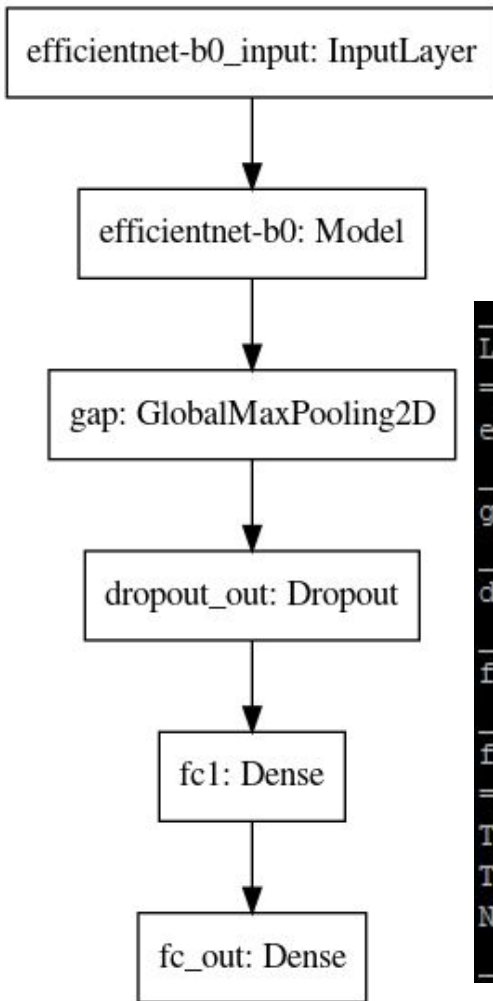 efficientnet-b0_input: InputLayer
efficientnet-b0: Model
gap: GlobalMaxPooling2D
dropout_out: Dropout
fc1: Dense
fc_out: Dense